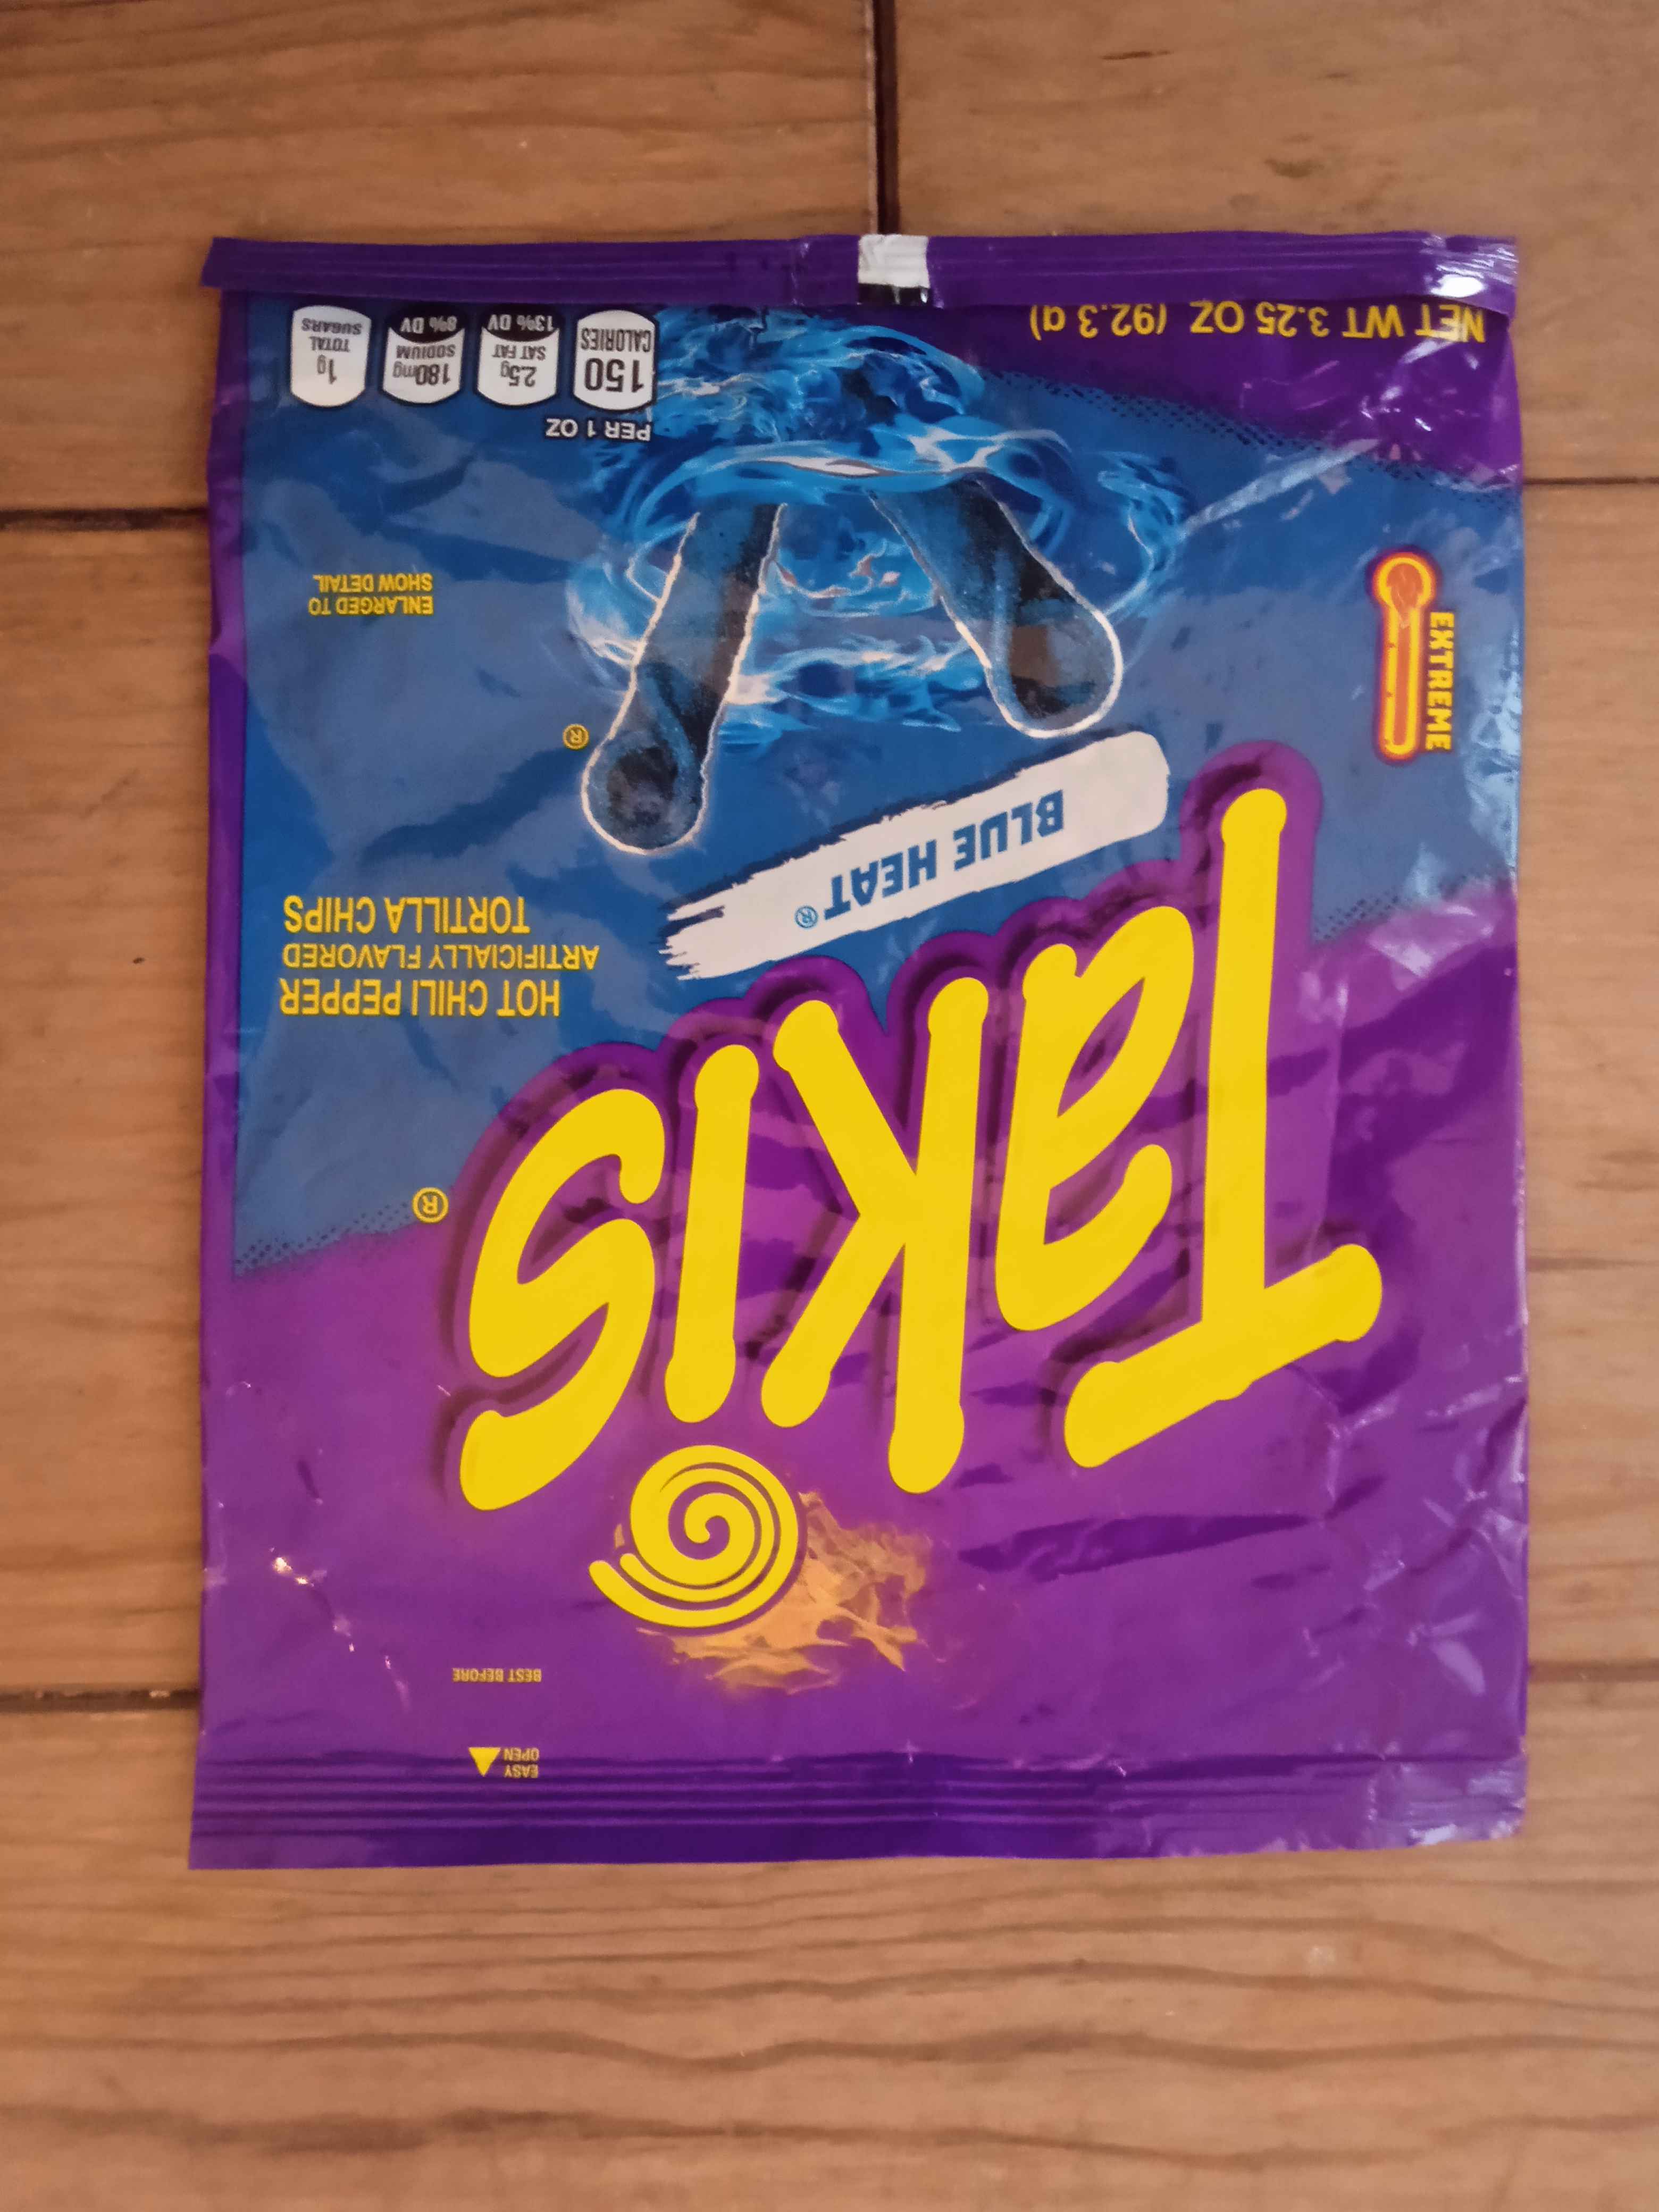 EASY
OPEN
BEST BEFORE
Takis®
BLUE HEAT®
HOT CHILI PEPPER
ARTIFICIALLY FLAVORED
TORTILLA CHIPS
®
EXTREME
ENLARGED TO
SHOW DETAIL
PER 1 OZ
150
CALORIES
2.5g
SAT FAT
13% DV
180mg
SODIUM
8% DV
1g
TOTAL
SUGARS
NET WT 3.25 OZ (92.3 g)